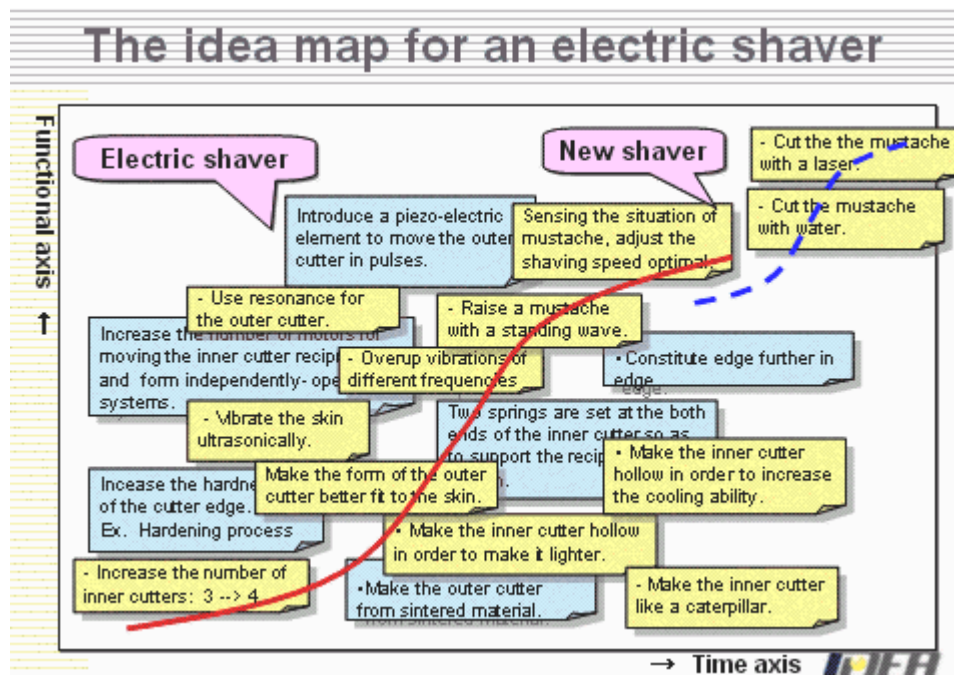 The idea map for an electric shaver
Functional axis →
Electric shaver
New shaver
- Cut the the mustache
with a laser.
- Cut the mustache
with water.
Introduce a piezo-electric
element to move the outer
cutter in pulses.
Sensing the situation of
mustache, adjust the
shaving speed optimal.
- Use resonance for
the outer cutter.
- Raise a mustache
with a standing wave.
Increase the number of motors for
moving the inner cutter
and form independently-
systems.
- Overup vibrations of
different frequencies
• Constitute edge further in
edge.
- Vibrate the skin
ultrasonically.
Two springs are set at the both
ends of the inner cutter so as
to support the
• Make the inner cutter
hollow in order to increase
the cooling ability.
Incease the
of the cutter edge.
Ex. Hardening process
Make the form of the outer
cutter better fit to the skin.
• Make the inner cutter hollow
in order to make it lighter.
- Increase the number of
inner cutters: 3 --> 4
•Make the outer cutter
from sintered material.
- Make the inner cutter
like a caterpillar.
→ Time axis